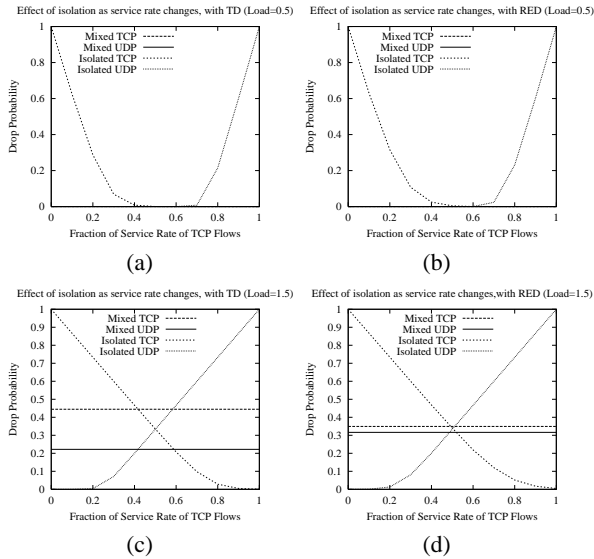 Effect of isolation as service rate changes, with TD (Load=0.5)
Mixed TCP
Mixed UDP
Isolated TCP
Isolated UDP
Drop Probability
1
0.8
0.6
0.4
0.2
0
0 0.2 0.4 0.6 0.8 1
Fraction of Service Rate of TCP Flows
(a)
Effect of isolation as service rate changes, with RED (Load=0.5)
Mixed TCP
Mixed UDP
Isolated TCP
Isolated UDP
Drop Probability
1
0.8
0.6
0.4
0.2
0
0 0.2 0.4 0.6 0.8 1
Fraction of Service Rate of TCP Flows
(b)
Effect of isolation as service rate changes, with TD (Load=1.5)
Mixed TCP
Mixed UDP
Isolated TCP
Isolated UDP
Drop Probability
1
0.9
0.8
0.7
0.6
0.5
0.4
0.3
0.2
0.1
0
0 0.2 0.4 0.6 0.8 1
Fraction of Service Rate of TCP Flows
(c)
Effect of isolation as service rate changes,with RED (Load=1.5)
Mixed TCP
Mixed UDP
Isolated TCP
Isolated UDP
Drop Probability
1
0.9
0.8
0.7
0.6
0.5
0.4
0.3
0.2
0.1
0
0 0.2 0.4 0.6 0.8 1
Fraction of Service Rate of TCP Flows
(d)